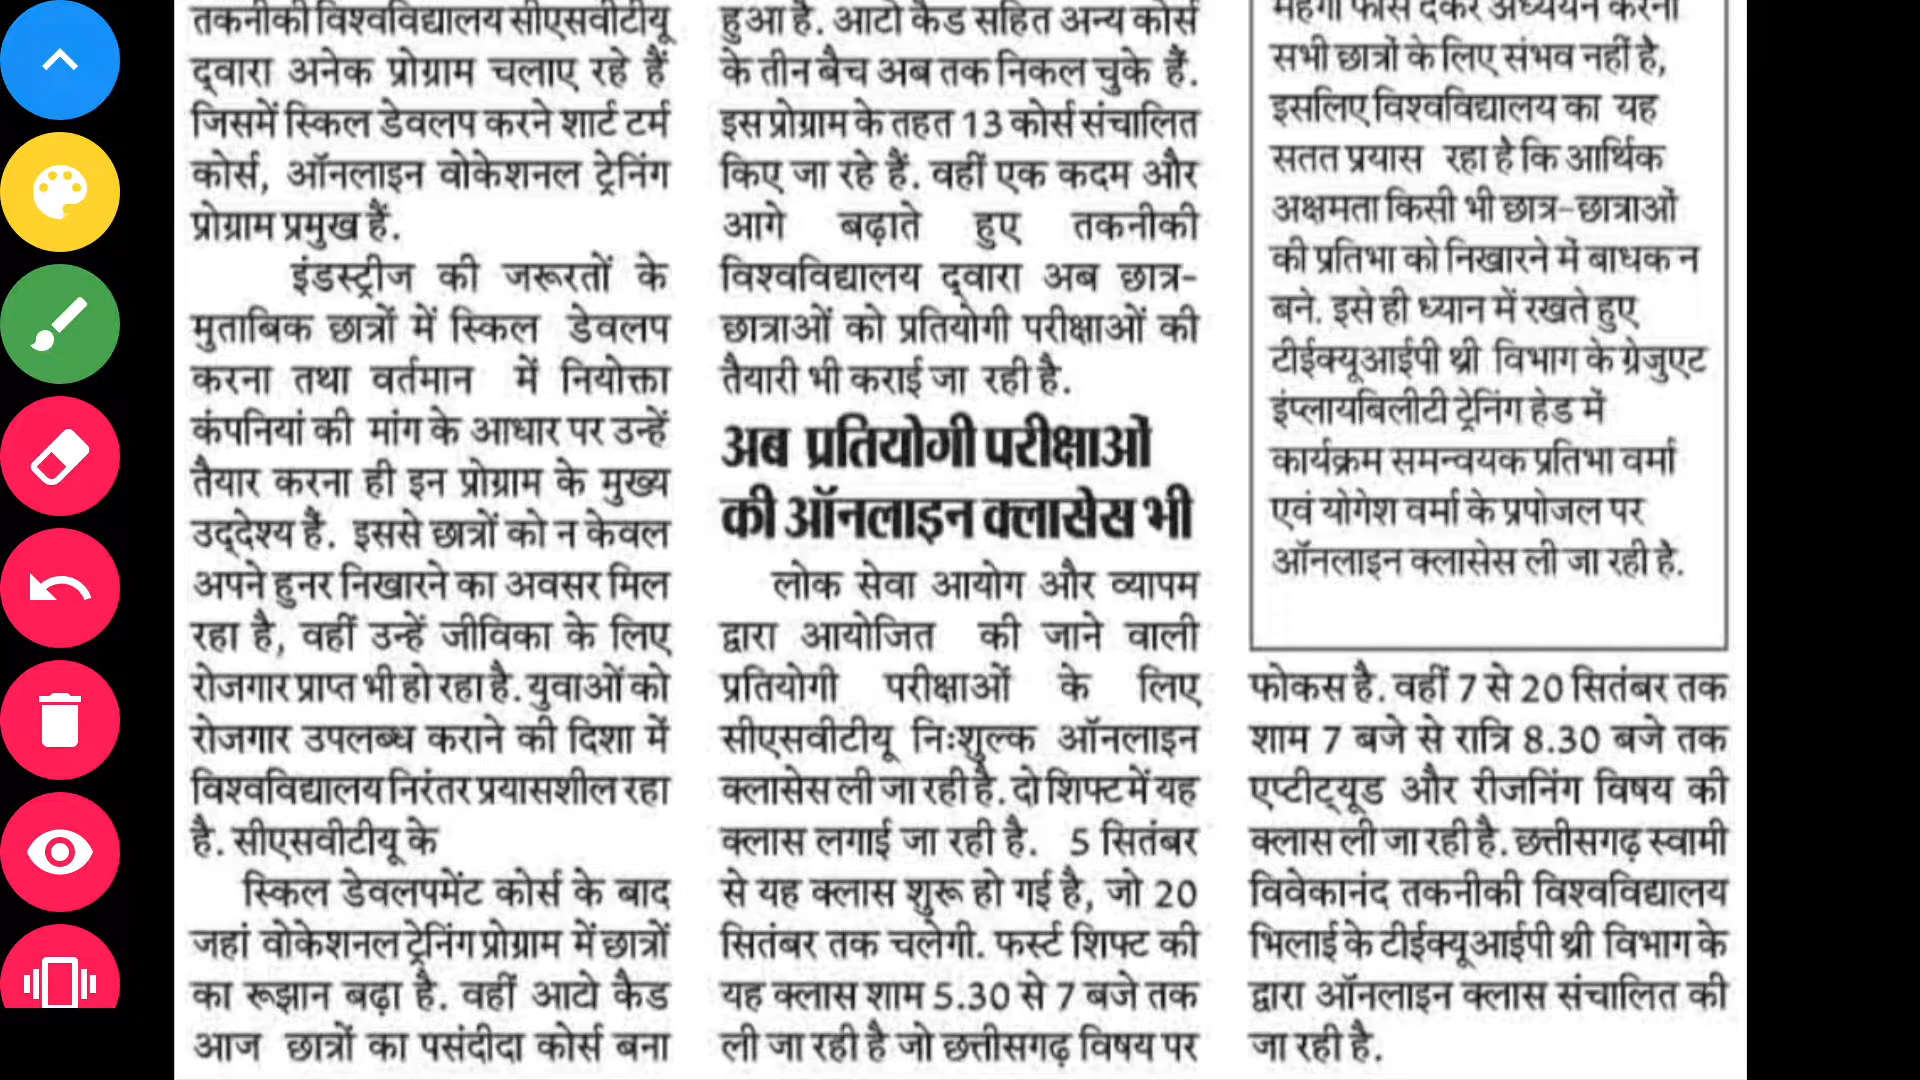 तकनीकी विश्वविद्यालय सीएसवीटीयू
द्वारा अनेक प्रोग्राम चलाए रहे हैं
जिसमें स्किल डेवलप करने शार्ट टर्म
कोर्स, ऑनलाइन वोकेशनल ट्रेनिंग
प्रोग्राम प्रमुख हैं.
इंडस्ट्रीज की जरूरतों के
मुताबिक छात्रों में स्किल डेवलप
करना तथा वर्तमान में नियोक्ता
कंपनियां की मांग के आधार पर उन्हें
तैयार करना ही इन प्रोग्राम के मुख्य
उद्देश्य हैं. इससे छात्रों को न केवल
अपने हुनर निखारने का अवसर मिल
रहा है, वहीं उन्हें जीविका के लिए
रोजगार प्राप्त भी हो रहा है. युवाओं को
रोजगार उपलब्ध कराने की दिशा में
विश्वविद्यालय निरंतर प्रयासशील रहा
है. सीएसवीटीयू के
स्किल डेवलपमेंट कोर्स के बाद
जहां वोकेशनल ट्रेनिंग प्रोग्राम में छात्रों
का रूझान बढ़ा है. वहीं आटो कैड
आज छात्रों का पसंदीदा कोर्स बना
हुआ है. आटो कैड सहित अन्य कोर्स
के तीन बैच अब तक निकल चुके हैं.
इस प्रोग्राम के तहत 13 कोर्स संचालित
किए जा रहे हैं. वहीं एक कदम और
आगे बढ़ाते हुए तकनीकी
विश्वविद्यालय द्वारा अब छात्र-
छात्राओं को प्रतियोगी परीक्षाओं की
तैयारी भी कराई जा रही है.
अब प्रतियोगी परीक्षाओं
की ऑनलाइन क्लासेस भी
लोक सेवा आयोग और व्यापम
द्वारा आयोजित की जाने वाली
प्रतियोगी परीक्षाओं के लिए
सीएसवीटीयू निःशुल्क ऑनलाइन
क्लासेस ली जा रही है. दो शिफ्ट में यह
क्लास लगाई जा रही है. 5 सितंबर
से यह क्लास शुरू हो गई है, जो 20
सितंबर तक चलेगी. फर्स्ट शिफ्ट की
यह क्लास शाम 5.30 से 7 बजे तक
ली जा रही है जो छत्तीसगढ़ विषय पर
महंगी फीस देकर अध्ययन करना
सभी छात्रों के लिए संभव नहीं है,
इसलिए विश्वविद्यालय का यह
सतत प्रयास रहा है कि आर्थिक
अक्षमता किसी भी छात्र-छात्राओं
की प्रतिभा को निखारने में बाधक न
बने. इसे ही ध्यान में रखते हुए
टीईक्यूआईपी थ्री विभाग के ग्रेजुएट
इंप्लायबिलीटी ट्रेनिंग हेड में
कार्यक्रम समन्वयक प्रतिभा वर्मा
एवं योगेश वर्मा के प्रपोजल पर
ऑनलाइन क्लासेस ली जा रही है.
फोकस है. वहीं 7 से 20 सितंबर तक
शाम 7 बजे से रात्रि 8.30 बजे तक
एप्टीट्यूड और रीजनिंग विषय की
क्लास ली जा रही है. छत्तीसगढ़ स्वामी
विवेकानंद तकनीकी विश्वविद्यालय
भिलाई के टीईक्यूआईपी थ्री विभाग के
द्वारा ऑनलाइन क्लास संचालित की
जा रही है.